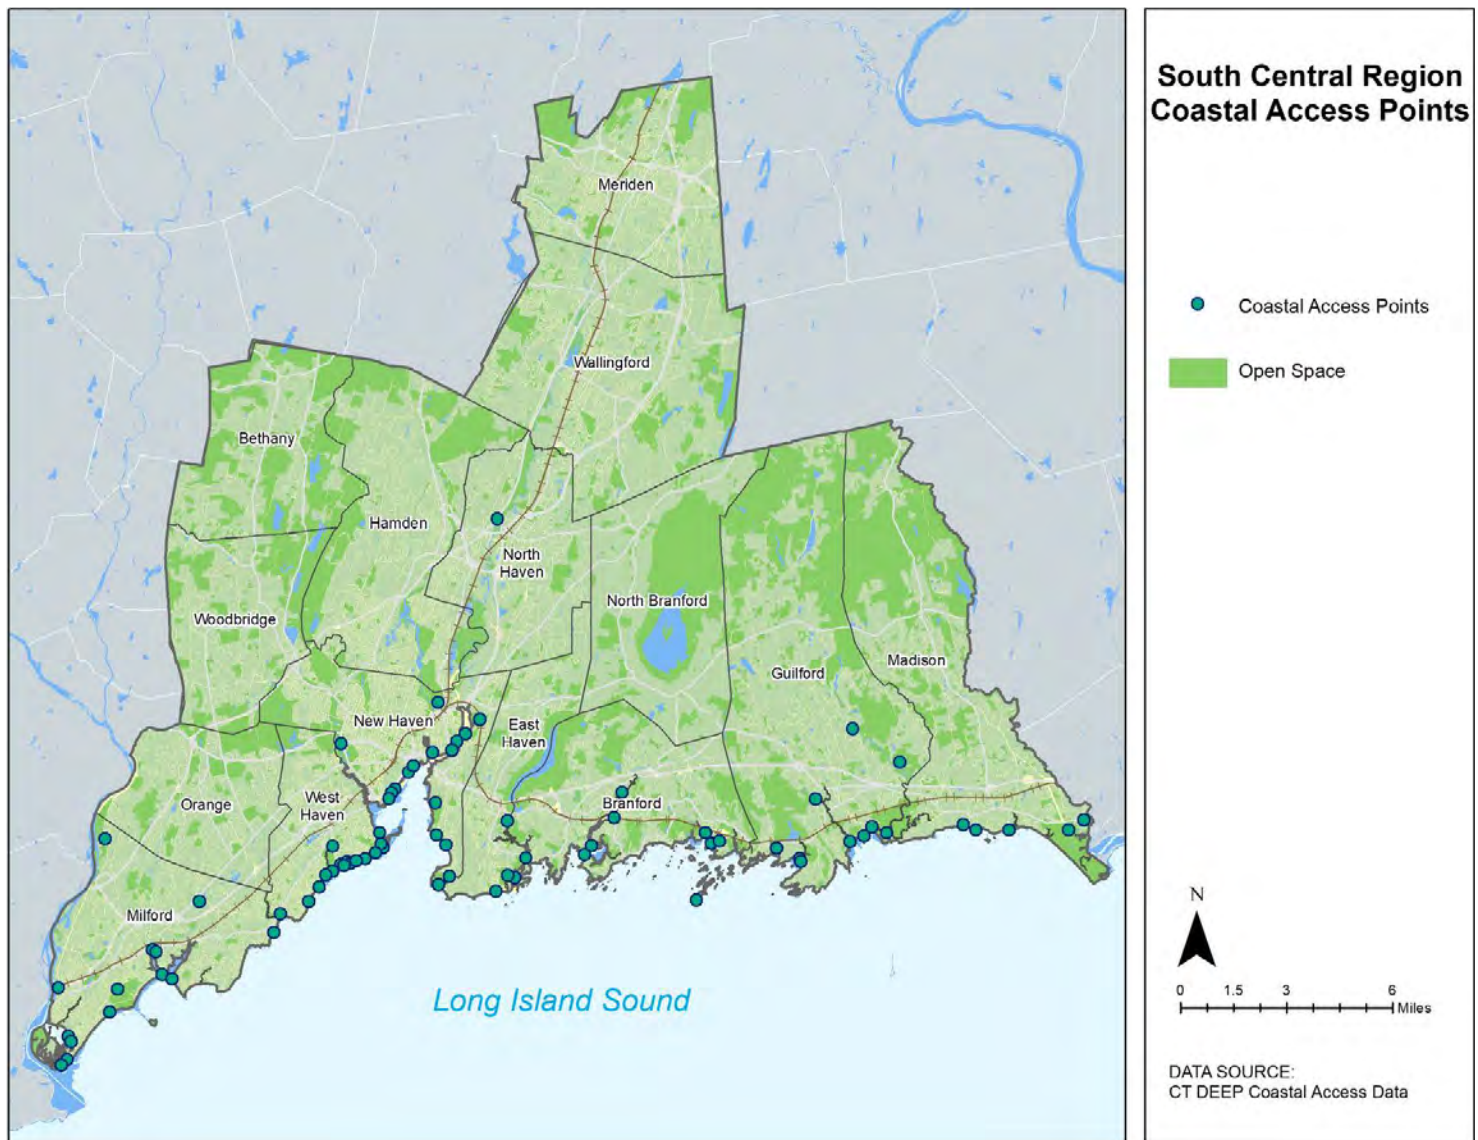 South Central Region
Coastal Access Points
Coastal Access Points
Open Space
Meriden
Wallingford
Bethany
Hamden
North
Haven
Woodbridge
North Branford
Madison
Guilford
New Haven
East
Haven
Orange
West
Haven
Branford
Milford
Long Island Sound
N
0 1.5 3 6
Miles
DATA SOURCE:
CT DEEP Coastal Access Data